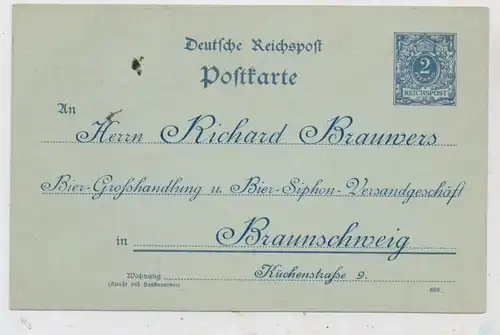 Deutsche Reichspost
Postkarte
2
REICHSPOST
An
Herrn Richard Brauwers
Bier-Großhandlung u. Bier-Siphon-Versandgeschäft
in Braunschweig
Wohnung Küchenstraße 9.
(Straße und Hausnummer)